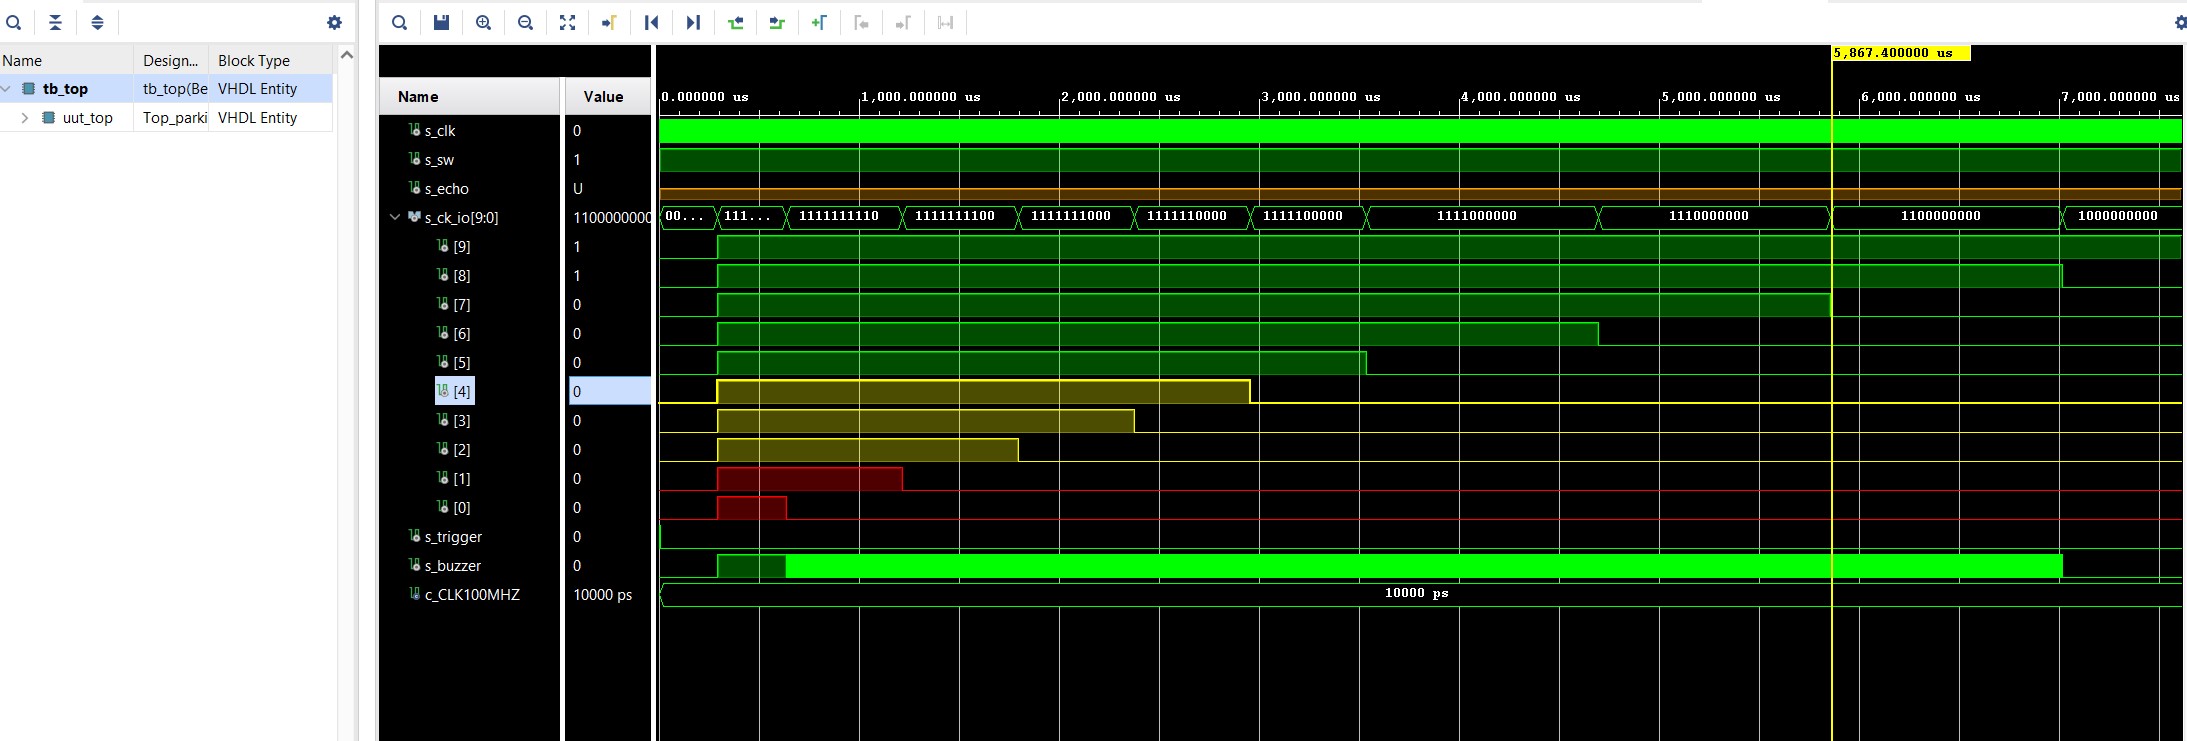 5,867.400000 us
Name Design... Block Type
tb_top tb_top(Be VHDL Entity
uut_top Top_parki VHDL Entity
Name Value
0.000000 us 1,000.000000 us 2,000.000000 us 3,000.000000 us 4,000.000000 us 5,000.000000 us 6,000.000000 us 7,000.000000 us
s_clk 0
s_sw 1
s_echo U
s_ck_io[9:0] 1100000000 00... 111... 1111111110 1111111100 1111111000 1111110000 1111100000 1111000000 1110000000 1100000000 1000000000
[9] 1
[8] 1
[7] 0
[6] 0
[5] 0
[4] 0
[3] 0
[2] 0
[1] 0
[0] 0
s_trigger 0
s_buzzer 0
c_CLK100MHZ 10000 ps 10000 ps